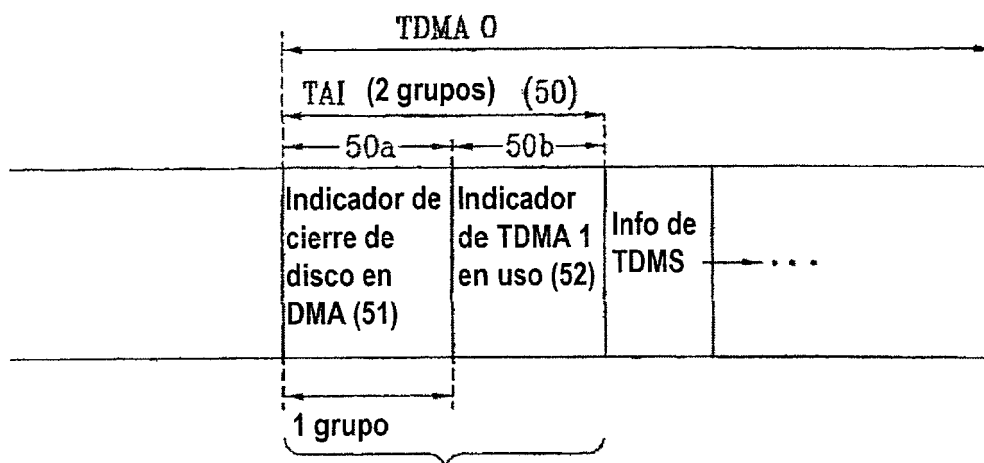 TDMA 0
TAI (2 grupos) (50)
50a 50b
Indicador de
cierre de
disco en
DMA (51)
Indicador
de TDMA 1
en uso (52)
Info de
TDMS
1 grupo